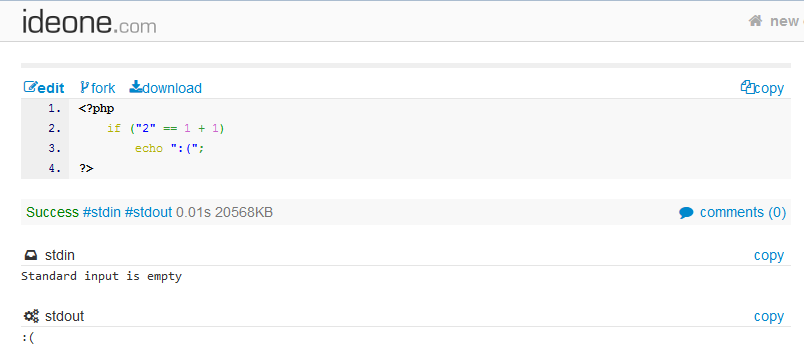 ideone.com new
edit fork download copy
1. <?php
2. if ("2" == 1 + 1)
3. echo ":(";
4. ?>
Success #stdin #stdout 0.01s 20568KB comments (0)
stdin copy
Standard input is empty
stdout copy
:(